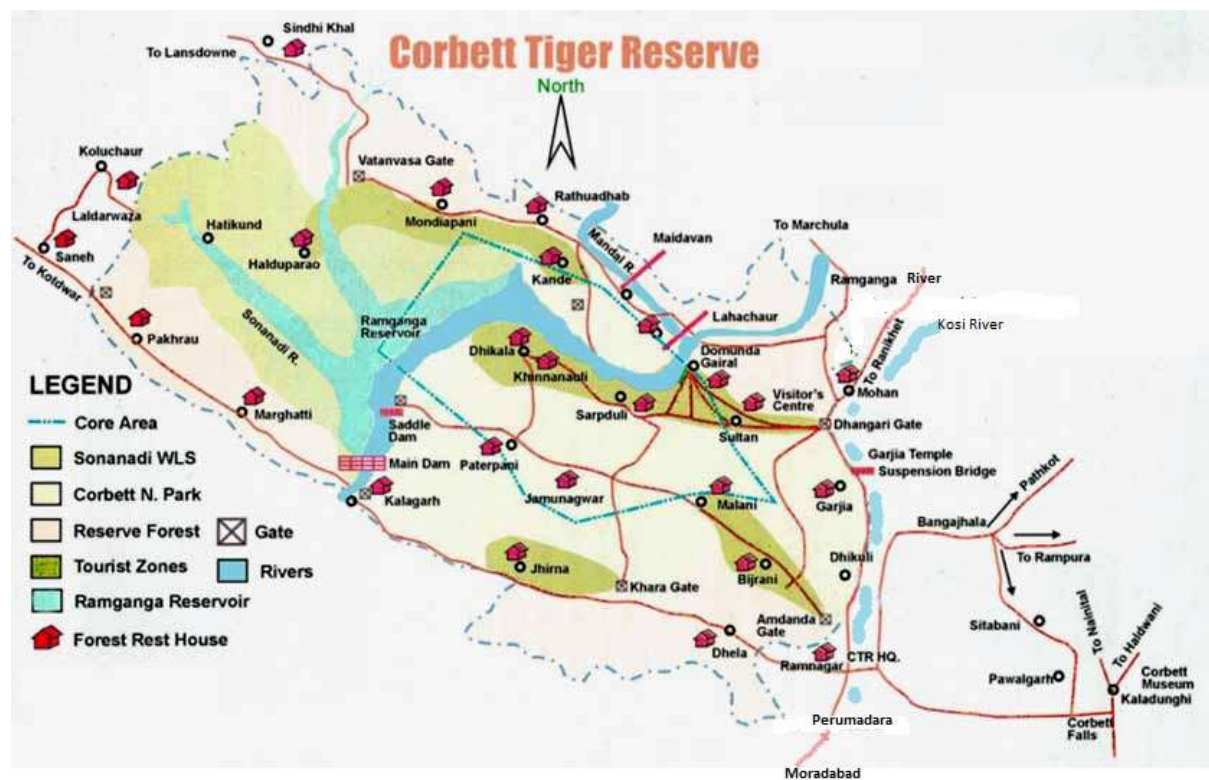 Sindhi Khal
To Lansdowne
Corbett Tiger Reserve
North
Koluchaur
Vatanvasa Gate
Laldarwaza
Rathuadhab
Hatikund
Mondiapani
Mandal R.
Maidavan
To Marchula
Saneh
Halduparao
Kande
To Kotdwar
Ramganga
River
Lahachaur
Sonanadi R.
Ramganga
Reservoir
Kosi River
Pakhrau
Dhikala
Khinnanauli
Domunda
Gairal
To Ranikhet
LEGEND
Core Area
Sonanadi WLS
Corbett N. Park
Reserve Forest
Gate
Tourist Zones
Rivers
Ramganga Reservoir
Forest Rest House
Marghatti
Saddle
Dam
Sarpduli
Visitor's
Centre
Mohan
Sultan
Dhangari Gate
Main Dam
Paterpani
Garjia Temple
Suspension Bridge
Kalagarh
Jamunagwar
Malani
Garjia
Pathkot
Bangajhala
To Rampura
Jhirna
Khara Gate
Bijrani
Dhikuli
Amdanda
Gate
Sitabani
To Nainital
To Haldwani
Dhela
Ramnagar
CTR HQ.
Pawalgarh
Corbett
Museum
Kaladunghi
Perumadara
Corbett
Falls
Moradabad